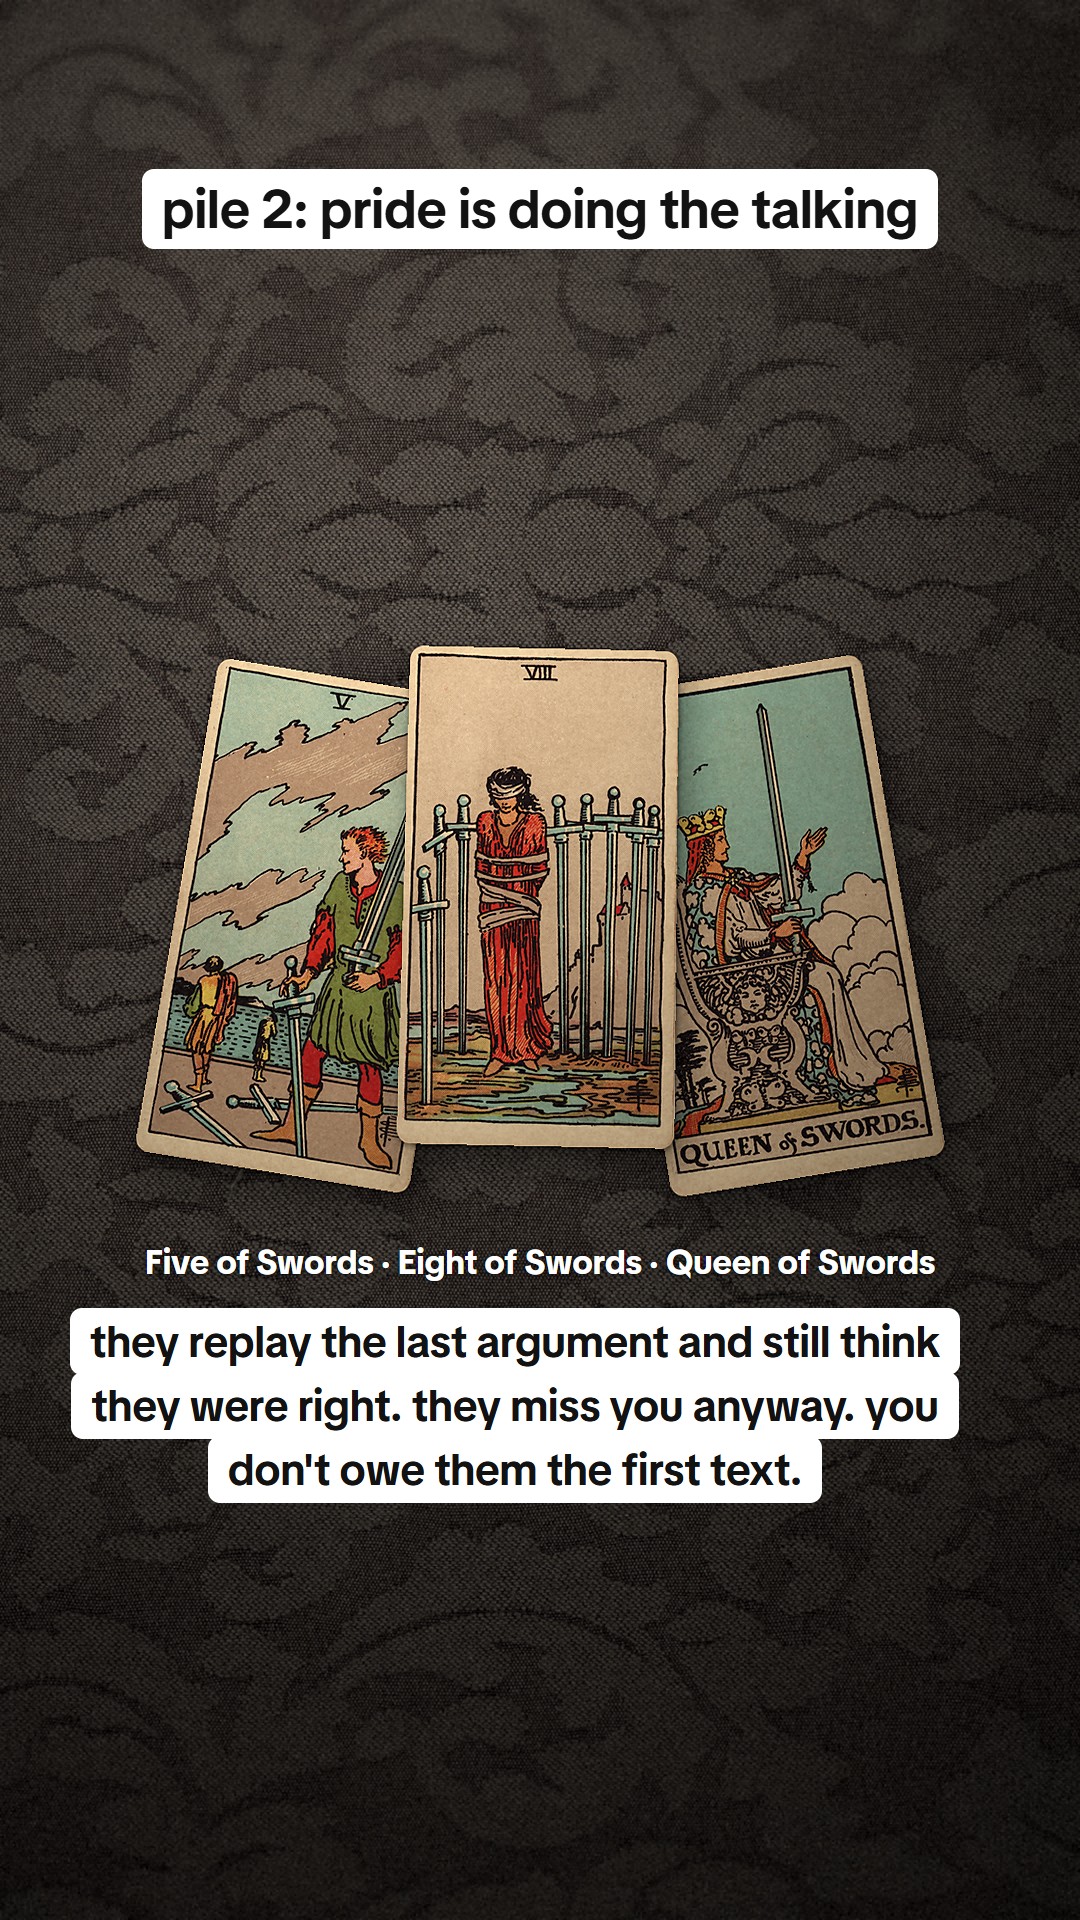 pile 2: pride is doing the talking
V
VIII
QUEEN of SWORDS.
Five of Swords · Eight of Swords · Queen of Swords
they replay the last argument and still think
they were right. they miss you anyway. you
don't owe them the first text.